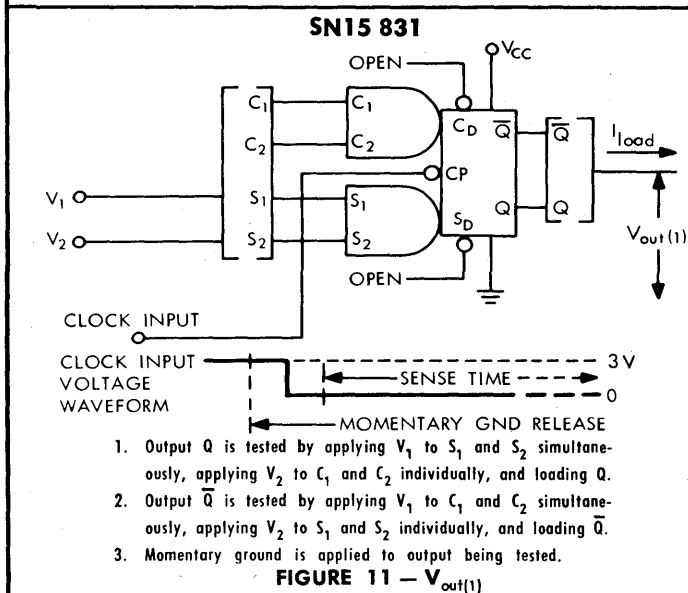 SN15 831
OPEN
VCC
C1
C1
C2
C2
CD
Q̅
Q̅
Iload
CP
V1
S1
S1
V2
S2
S2
SD
Q
Q
Vout(1)
OPEN
CLOCK INPUT
CLOCK INPUT VOLTAGE WAVEFORM
3 V
SENSE TIME
0
MOMENTARY GND RELEASE
1. Output Q is tested by applying V1 to S1 and S2 simultane-
ously, applying V2 to C1 and C2 individually, and loading Q.
2. Output Q̅ is tested by applying V1 to C1 and C2 simultane-
ously, applying V2 to S1 and S2 individually, and loading Q̅.
3. Momentary ground is applied to output being tested.
FIGURE 11 — Vout(1)